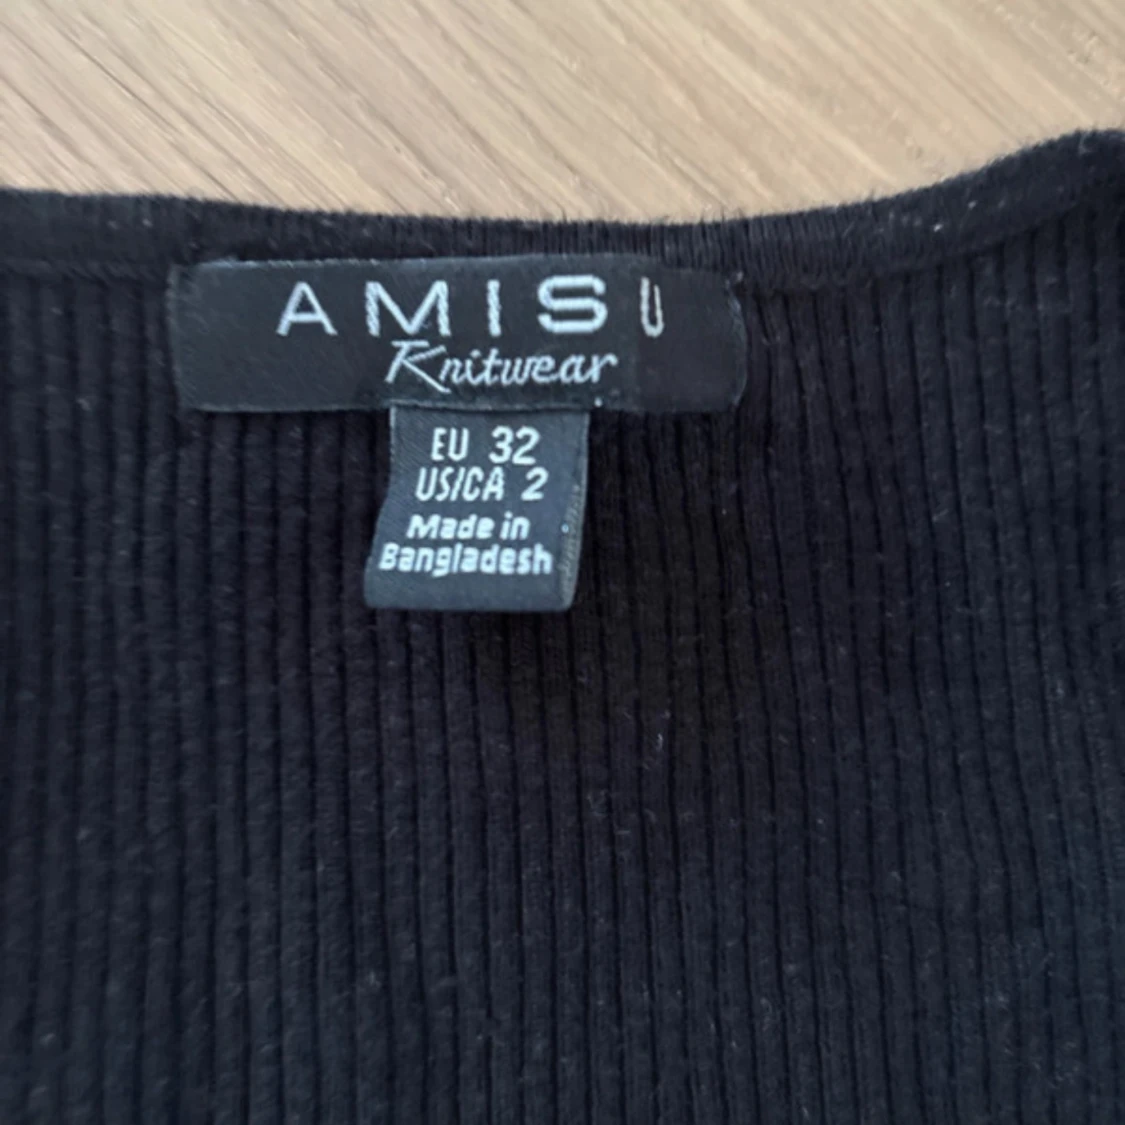 AMISU
Knitwear
EU 32
US/CA 2
Made in
Bangladesh